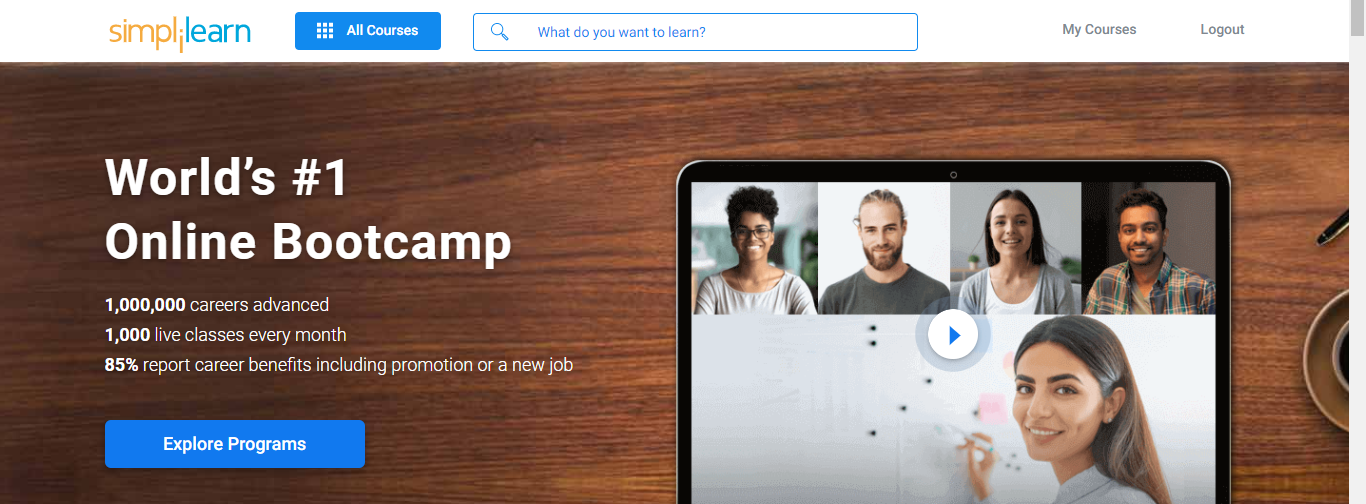 simplilearn
All Courses
What do you want to learn?
My Courses
Logout
World’s #1
Online Bootcamp
1,000,000 careers advanced
1,000 live classes every month
85% report career benefits including promotion or a new job
Explore Programs